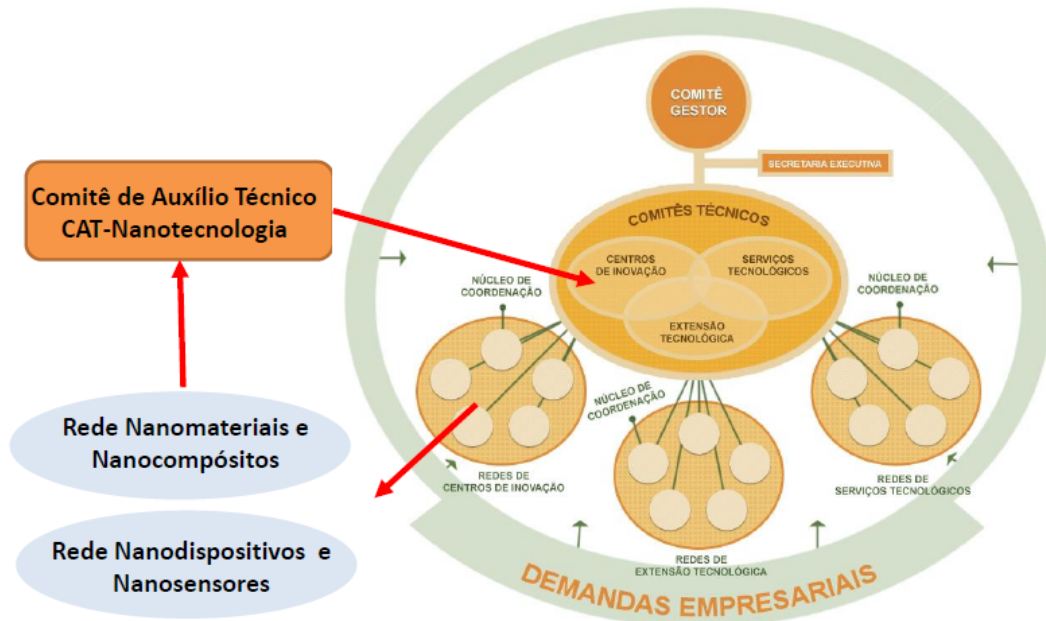 COMITÊ
GESTOR
SECRETARIA EXECUTIVA
Comitê de Auxílio Técnico
CAT-Nanotecnologia
COMITÊS TÉCNICOS
CENTROS
DE INOVAÇÃO
SERVIÇOS
TECNOLÓGICOS
EXTENSÃO
TECNOLÓGICA
NÚCLEO DE
COORDENAÇÃO
NÚCLEO DE
COORDENAÇÃO
NÚCLEO DE
COORDENAÇÃO
Rede Nanomateriais e
Nanocompósitos
REDES DE
CENTROS DE INOVAÇÃO
REDES DE
SERVIÇOS TECNOLÓGICOS
Rede Nanodispositivos e
Nanosensores
REDES DE
EXTENSÃO TECNOLÓGICA
DEMANDAS EMPRESARIAIS